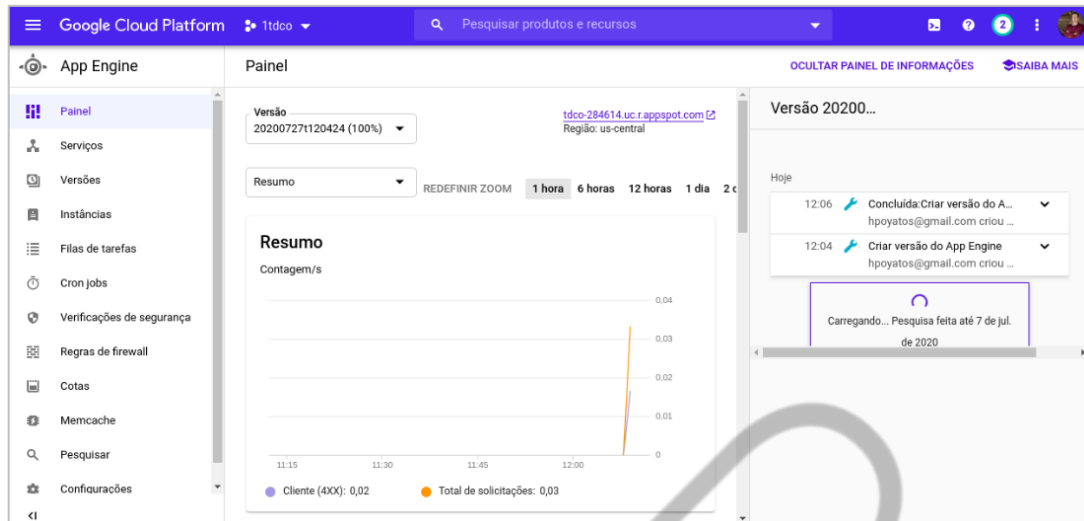 Google Cloud Platform
1tdco
Pesquisar produtos e recursos
2
App Engine
Painel
OCULTAR PAINEL DE INFORMAÇÕES
SAIBA MAIS
Painel
Serviços
Versões
Instâncias
Filas de tarefas
Cron jobs
Verificações de segurança
Regras de firewall
Cotas
Memcache
Pesquisar
Configurações
Versão
20200727t120424 (100%)
tdco-284614.uc.r.appspot.com
Região: us-central
Resumo
REDEFINIR ZOOM
1 hora
6 horas
12 horas
1 dia
Resumo
Contagem/s
0,04
0,03
0,02
0,01
0
11:15
11:30
11:45
12:00
Cliente (4XX): 0,02
Total de solicitações: 0,03
Versão 20200...
Hoje
12:06
Concluída:Criar versão do A...
hpoyatos@gmail.com criou ...
12:04
Criar versão do App Engine
hpoyatos@gmail.com criou ...
Carregando... Pesquisa feita até 7 de jul.
de 2020